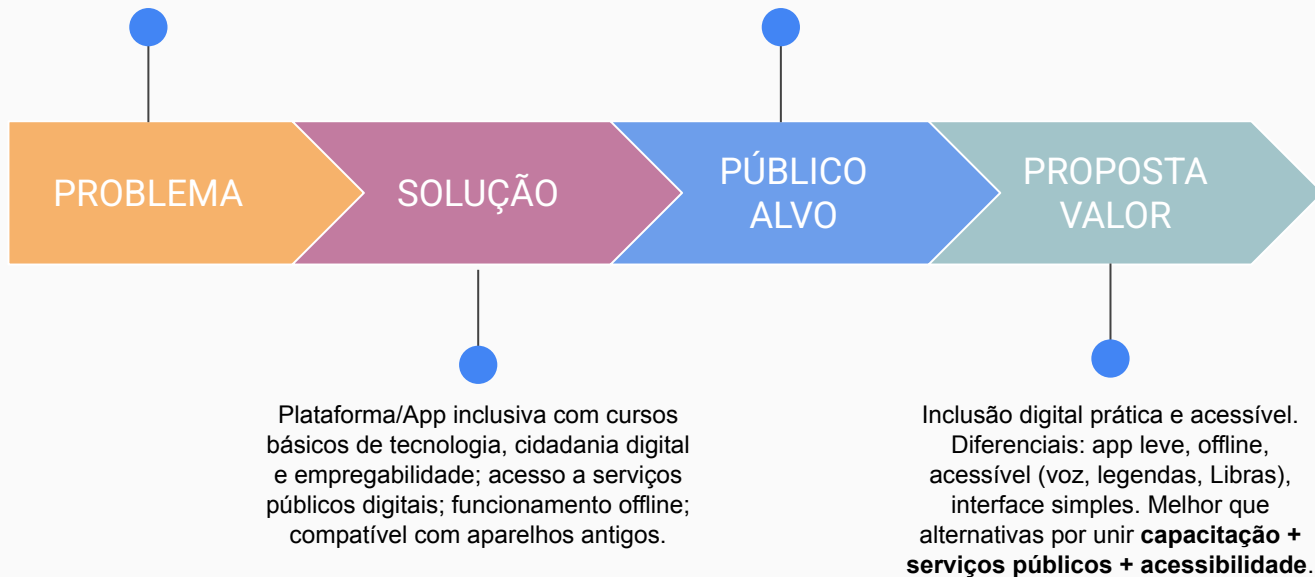 PROBLEMA
SOLUÇÃO
PÚBLICO
ALVO
PROPOSTA
VALOR
Plataforma/App inclusiva com cursos
básicos de tecnologia, cidadania digital
e empregabilidade; acesso a serviços
públicos digitais; funcionamento offline;
compatível com aparelhos antigos.
Inclusão digital prática e acessível.
Diferenciais: app leve, offline,
acessível (voz, legendas, Libras),
interface simples. Melhor que
alternativas por unir capacitação +
serviços públicos + acessibilidade.